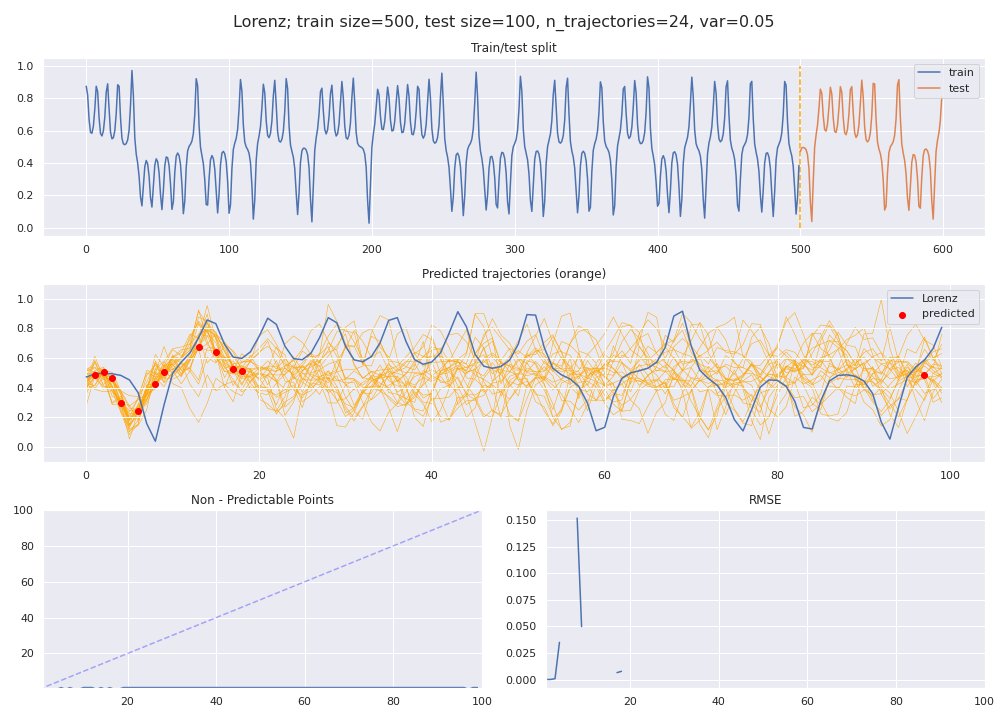 Lorenz; train size=500, test size=100, n_trajectories=24, var=0.05
Train/test split
1.0
0.8
0.6
0.4
0.2
0.0
train
test
0 100 200 300 400 500 600
Predicted trajectories (orange)
1.0
0.8
0.6
0.4
0.2
0.0
Lorenz
predicted
0 20 40 60 80 100
Non - Predictable Points
100
80
60
40
20
20 40 60 80 100
RMSE
0.150
0.125
0.100
0.075
0.050
0.025
0.000
20 40 60 80 100